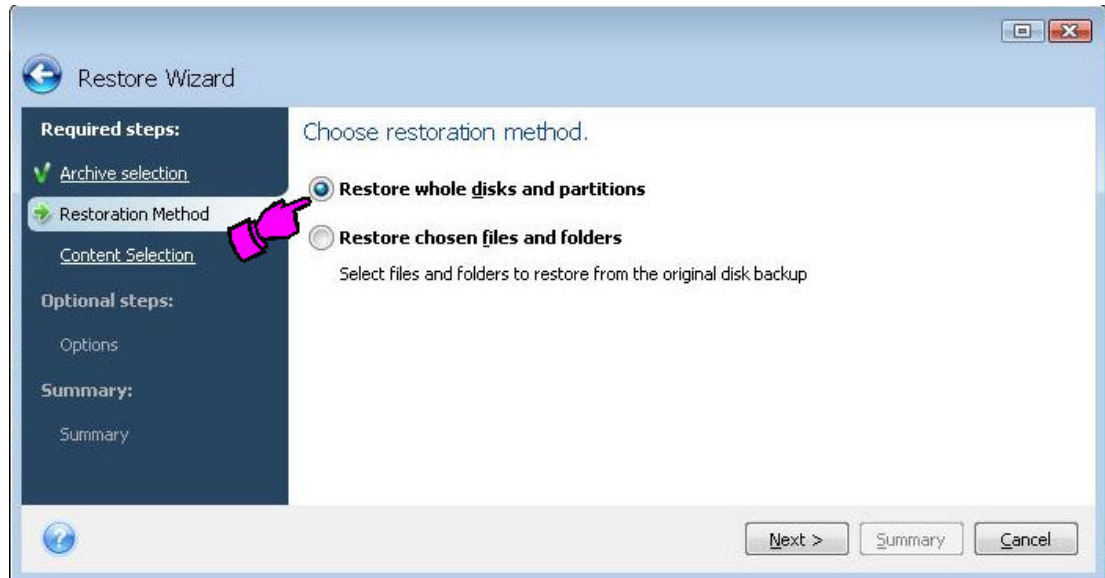 Restore Wizard
Required steps:
Archive selection
Restoration Method
Content Selection
Optional steps:
Options
Summary:
Summary
Choose restoration method.
Restore whole disks and partitions
Restore chosen files and folders
Select files and folders to restore from the original disk backup
Next >
Summary
Cancel